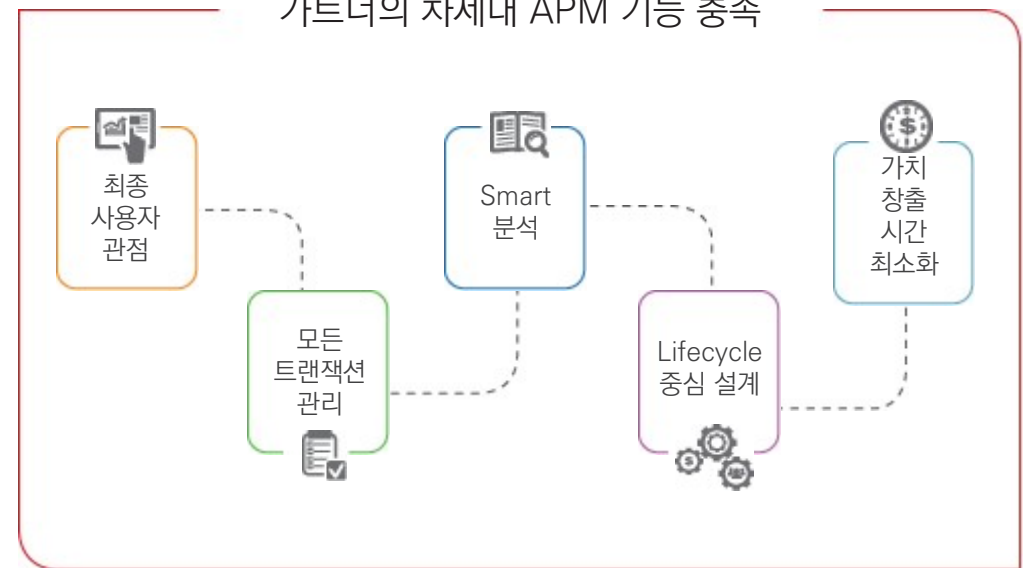 가트너의 차세대 APM 기능 충족
최종
사용자
관점
모든
트랜잭션
관리
Smart
분석
Lifecycle
중심 설계
가치
창출
시간
최소화